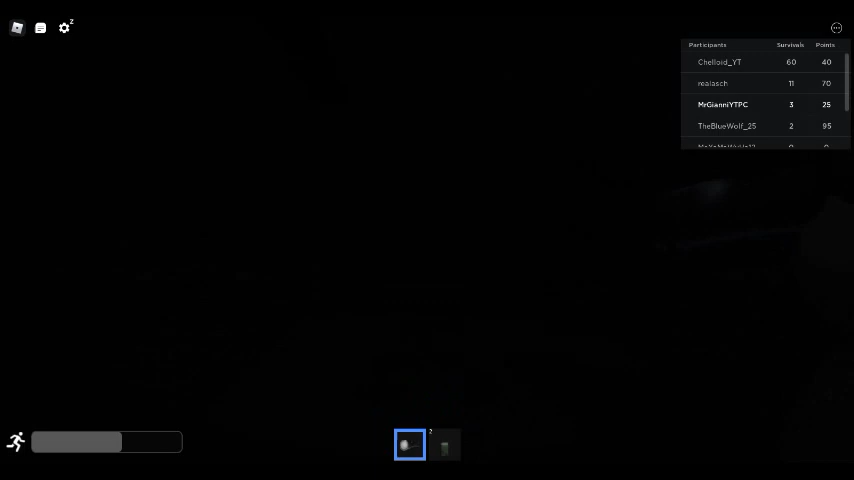 Z
Participants Survivals Points
Chelloid_YT 60 40
realasch 11 70
MrGianniYTPC 3 25
TheBlueWolf_25 2 95
2